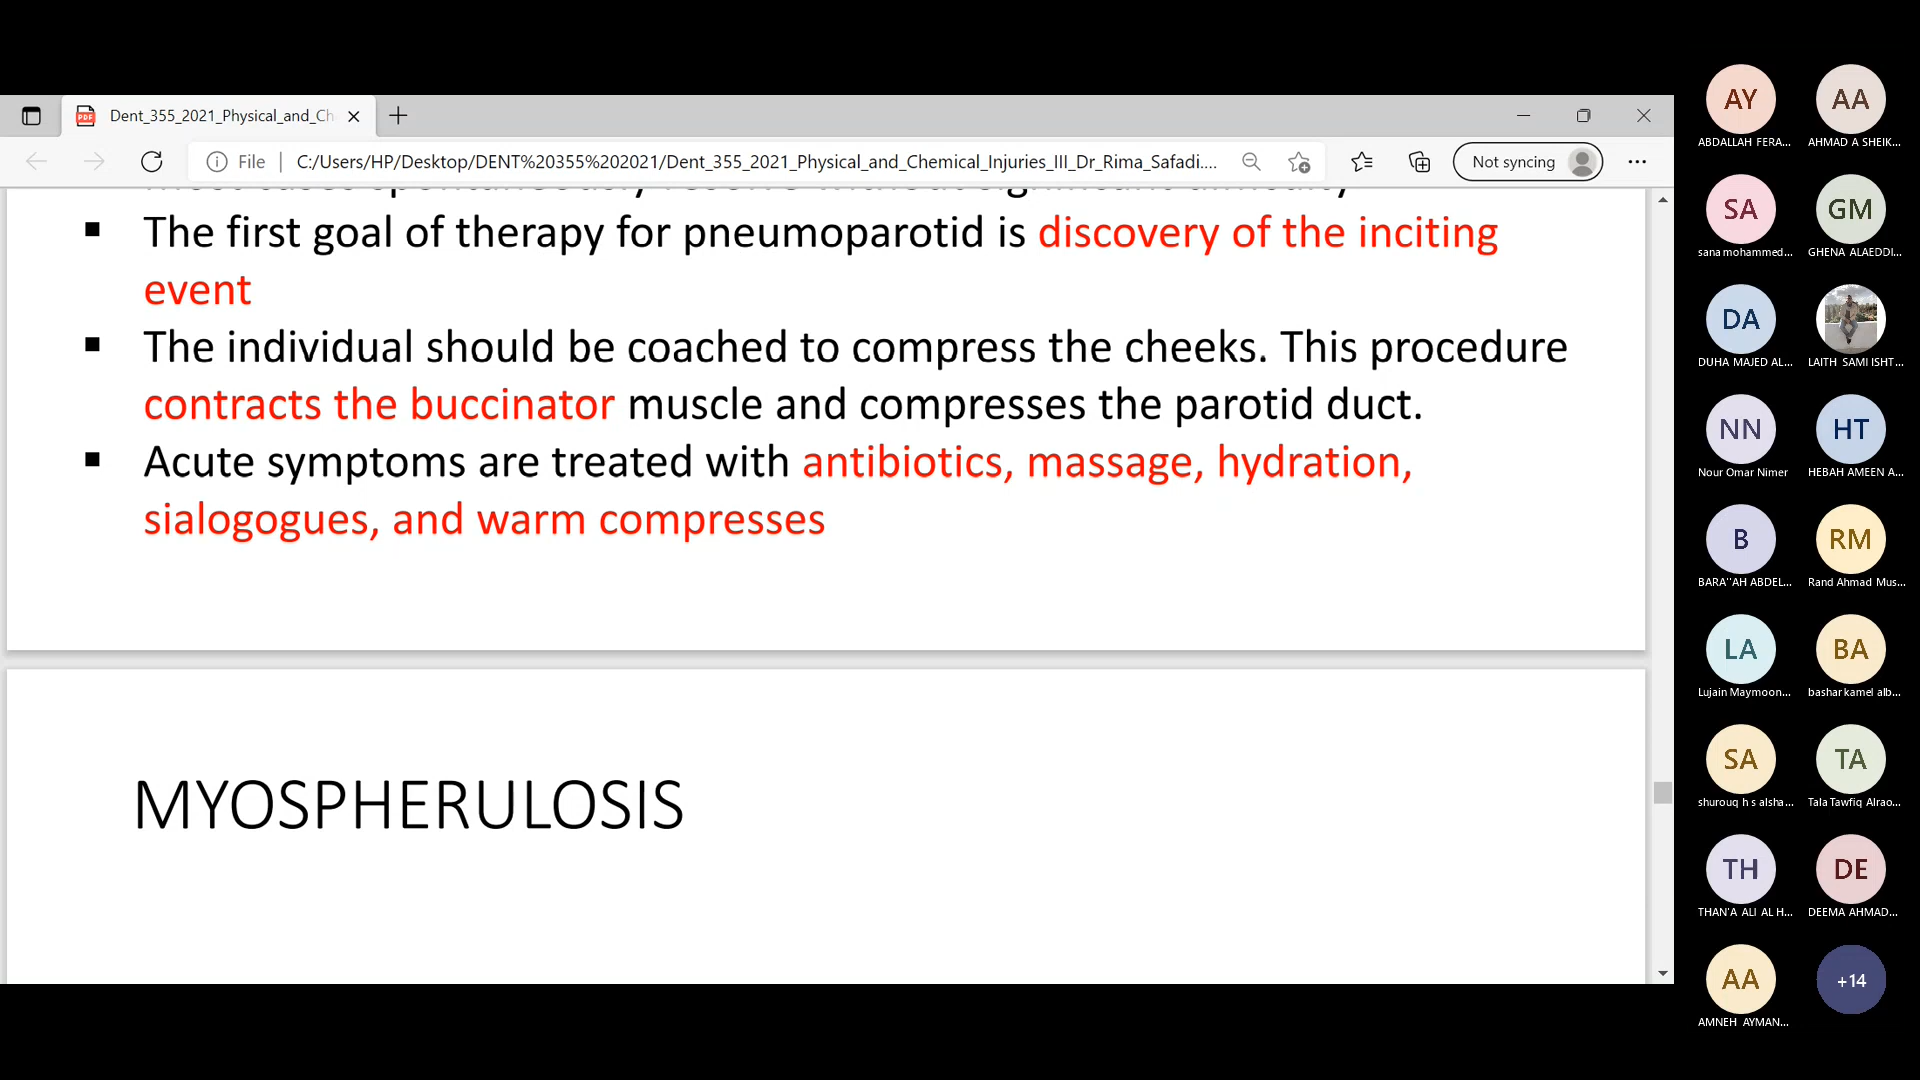 Dent_355_2021_Physical_and_Ch
File
C:/Users/HP/Desktop/DENT%20355%202021/Dent_355_2021_Physical_and_Chemical_Injuries_III_Dr_Rima_Safadi....
Not syncing
The first goal of therapy for pneumoparotid is discovery of the inciting
event
The individual should be coached to compress the cheeks. This procedure
contracts the buccinator muscle and compresses the parotid duct.
Acute symptoms are treated with antibiotics, massage, hydration,
sialogogues, and warm compresses
MYOSPHERULOSIS
AY AA
ABDALLAH FERA... AHMAD A SHEIK...
SA GM
sana mohammed... GHENA ALAEDDI...
DA
DUHA MAJED AL... LAITH SAMI ISHT...
NN HT
Nour Omar Nimer HEBAH AMEEN A...
B RM
BARA''AH ABDEL... Rand Ahmad Mus...
LA BA
Lujain Maymoon... bashar kamel alb...
SA TA
shurouq h s alsha... Tala Tawfiq Alrao...
TH DE
THAN'A ALI AL H... DEEMA AHMAD...
AA +14
AMNEH AYMAN...